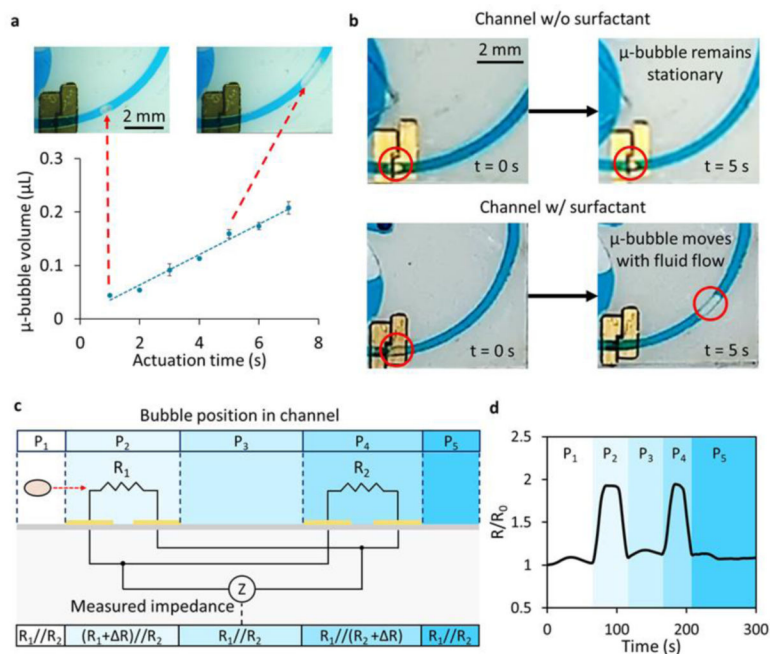 a
2 mm
μ-bubble volume (μL)
0.3
0.2
0.1
0
0 2 4 6 8
Actuation time (s)
b
Channel w/o surfactant
2 mm
t = 0 s
μ-bubble remains
stationary
t = 5 s
Channel w/ surfactant
t = 0 s
μ-bubble moves
with fluid flow
t = 5 s
c
Bubble position in channel
P₁ P₂ P₃ P₄ P₅
R₁ R₂
Z
Measured impedance
R₁//R₂ (R₁+ΔR)//R₂ R₁//R₂ R₁//(R₂+ΔR) R₁//R₂
d
R/R₀
2.5
2
1.5
1
0.5
P₁ P₂ P₃ P₄ P₅
0 100 200 300
Time (s)